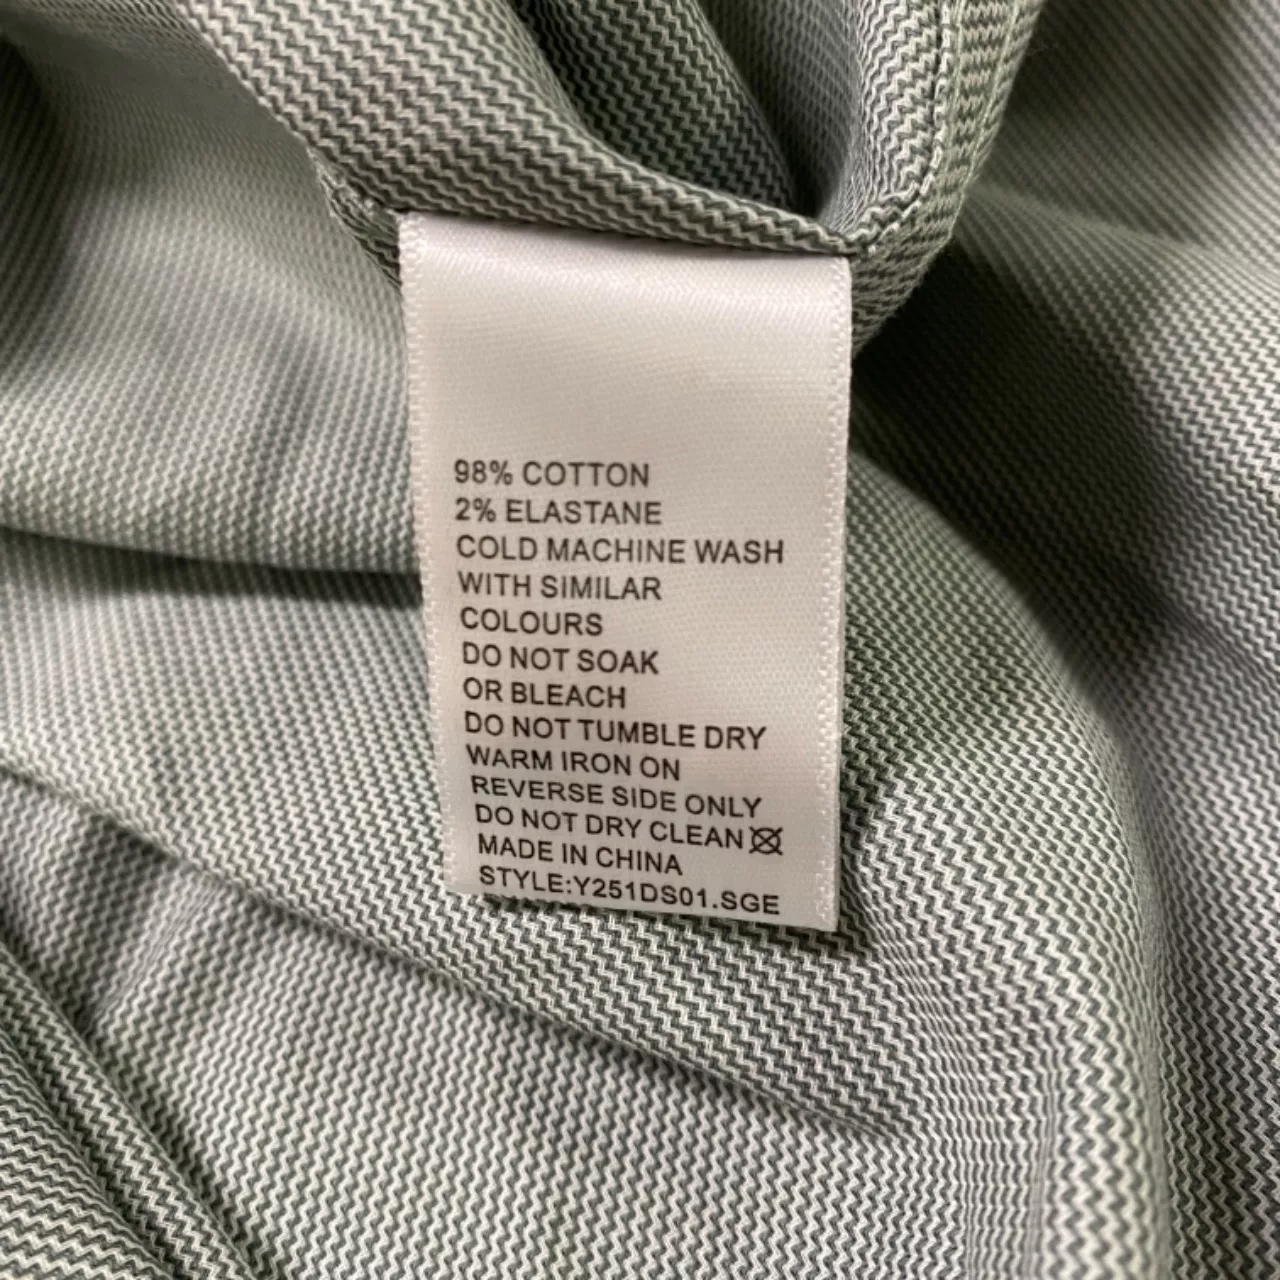 98% COTTON
2% ELASTANE
COLD MACHINE WASH
WITH SIMILAR
COLOURS
DO NOT SOAK
OR BLEACH
DO NOT TUMBLE DRY
WARM IRON ON
REVERSE SIDE ONLY
DO NOT DRY CLEAN
MADE IN CHINA
STYLE:Y251DS01.SGE